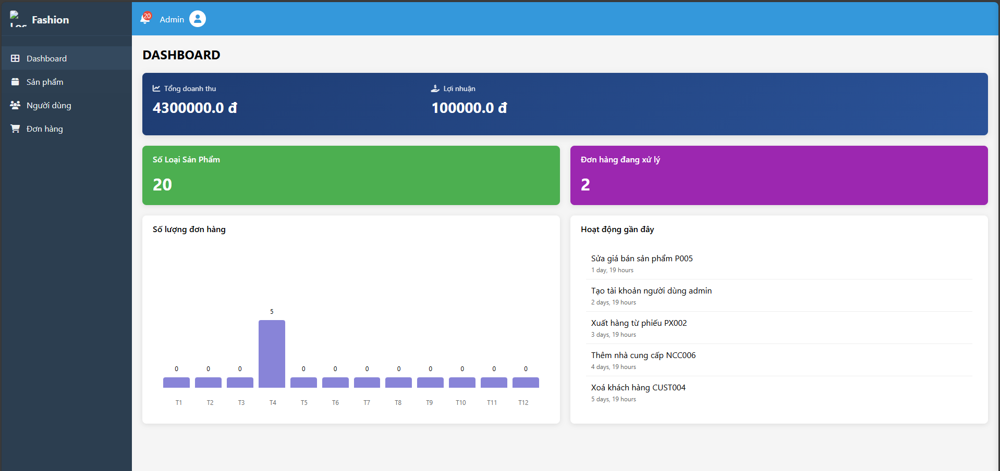 Fashion
Dashboard
Sản phẩm
Người dùng
Đơn hàng
20
Admin
DASHBOARD
Tổng doanh thu
4300000.0 đ
Lợi nhuận
100000.0 đ
Số Loại Sản Phẩm
20
Đơn hàng đang xử lý
2
Số lượng đơn hàng
5
0 0 0 0 0 0 0 0 0 0 0
T1 T2 T3 T4 T5 T6 T7 T8 T9 T10 T11 T12
Hoạt động gần đây
Sửa giá bán sản phẩm P005
1 day, 19 hours
Tạo tài khoản người dùng admin
2 days, 19 hours
Xuất hàng từ phiếu PX002
3 days, 19 hours
Thêm nhà cung cấp NCC006
4 days, 19 hours
Xoá khách hàng CUST004
5 days, 19 hours